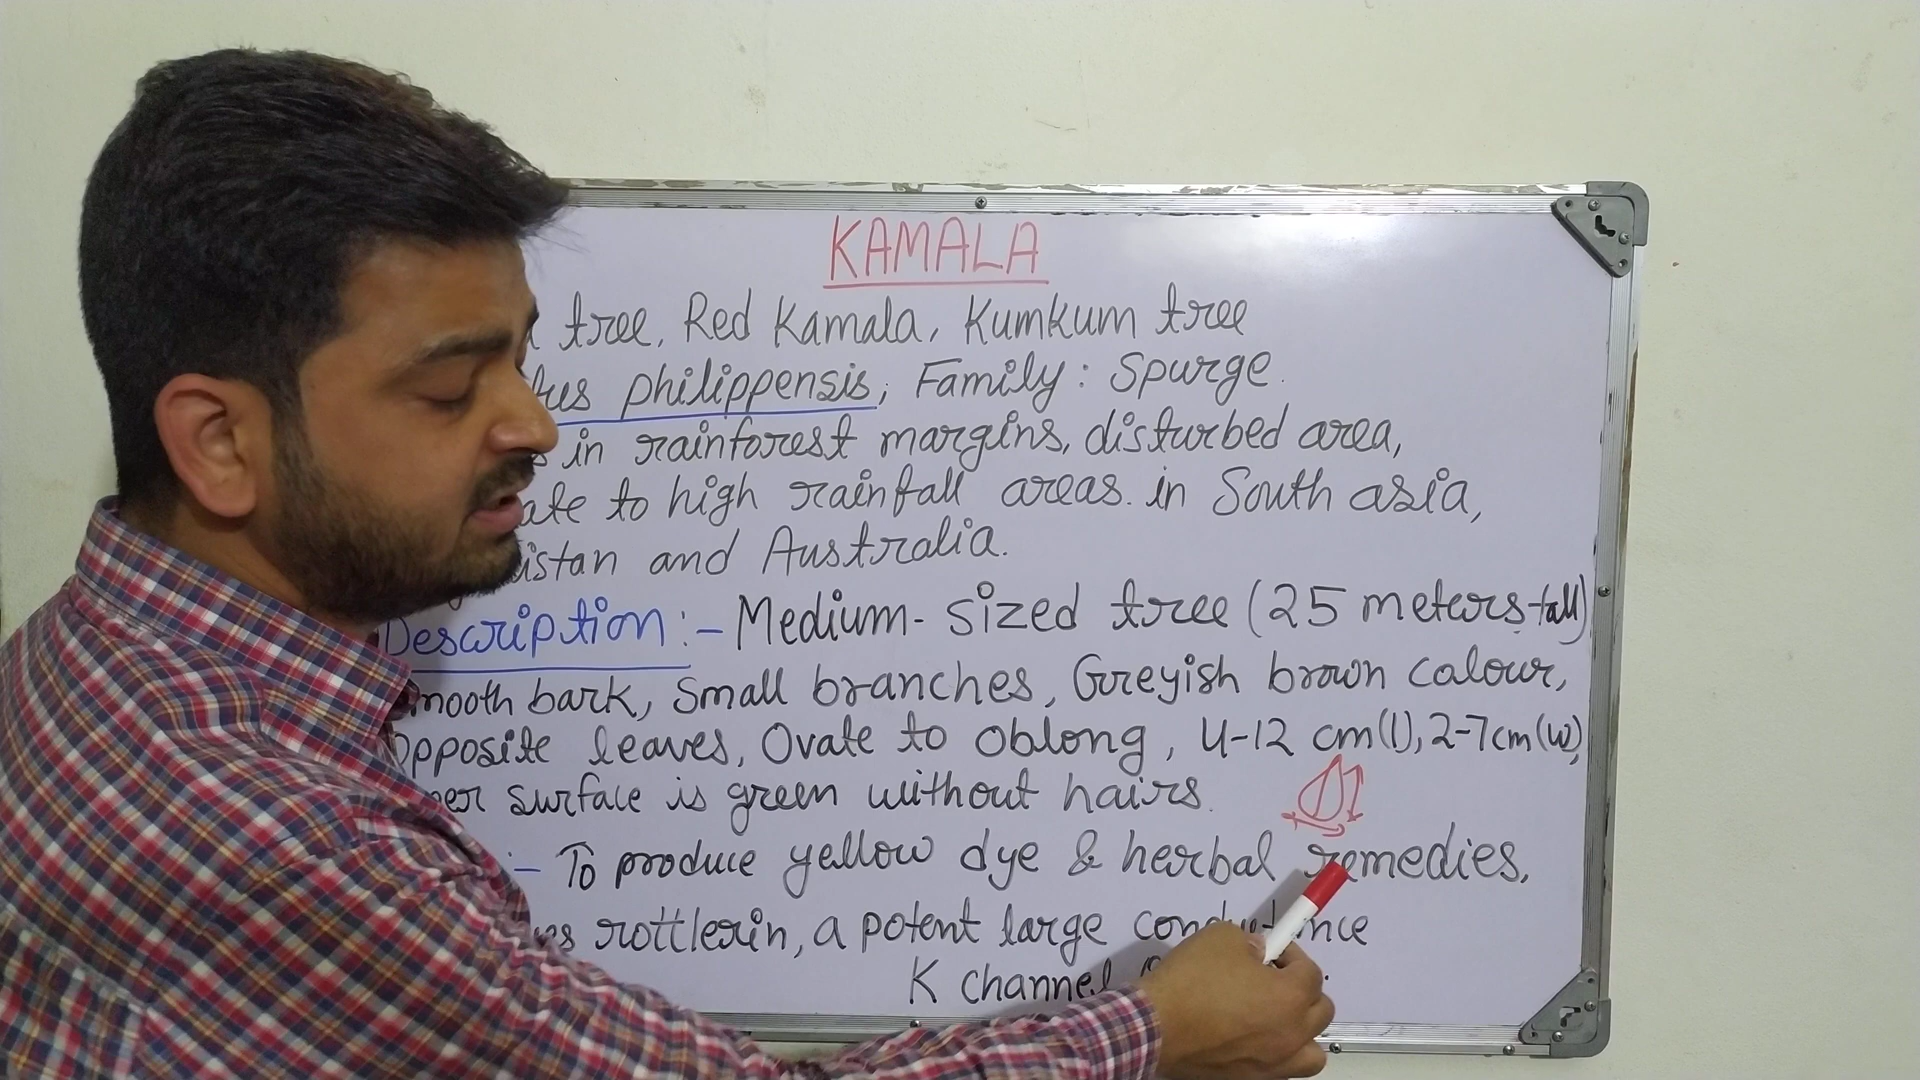 KAMALA
tree, Red Kamala, Kumkum tree
philippensis, Family: Spurge.
in rainforest margins, disturbed area,
to high rainfall areas. in South asia,
and Australia.
Description :- Medium-sized tree (25 meters tall)
Smooth bark, Small branches, Greyish brown colour,
Opposite leaves, Ovate to oblong, 4-12 cm(l), 2-7cm(w),
surface is green without hairs.
:- To produce yellow dye & herbal remedies,
rottlerin, a potent large conductance
K channel